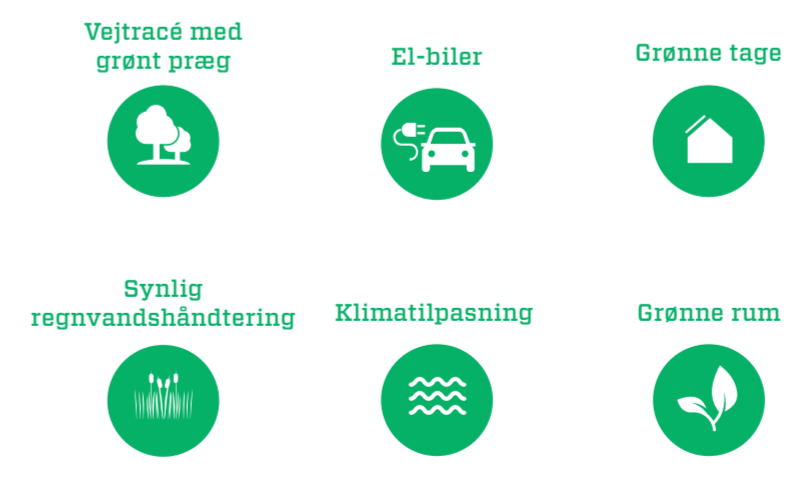 Vejtracé med
grønt præg
El-biler
Grønne tage
Synlig
regnvandshåndtering
Klimatilpasning
Grønne rum